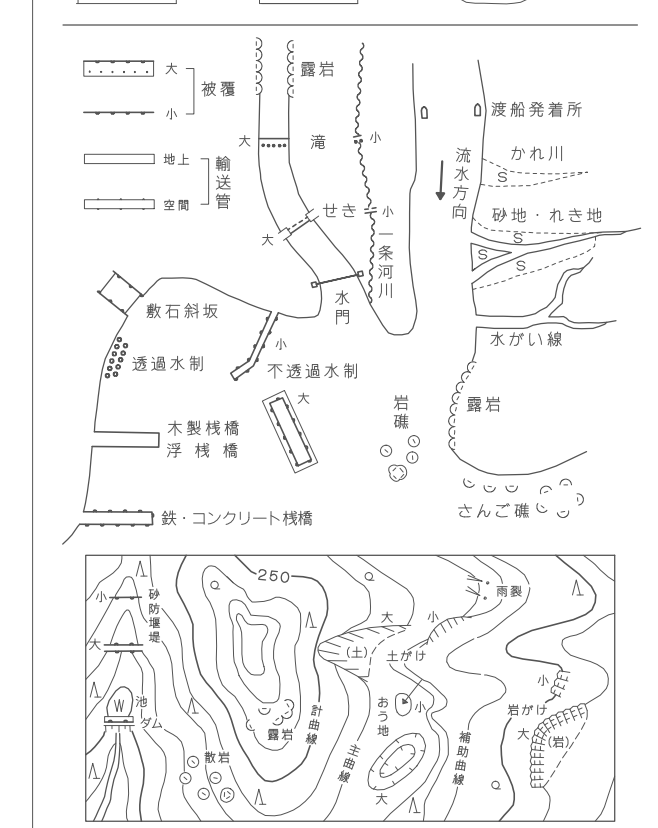 大
被覆
小
地上
輸送管
空間
露岩
大
滝
小
せき
小
大
一条河川
水門
渡船発着所
流水方向
かれ川
S
砂地・れき地
S
S
S
水がい線
敷石斜坂
透過水制
小
不透過水制
大
木製桟橋
浮桟橋
鉄・コンクリート桟橋
岩礁
露岩
さんご礁
小
砂防堰堤
大
W
池
ダム
250
Q
Q
大
小
雨裂
(土)
土がけ
小
おう地
小
岩がけ
大
(岩)
計曲線
露岩
主曲線
補助曲線
散岩
大
Q